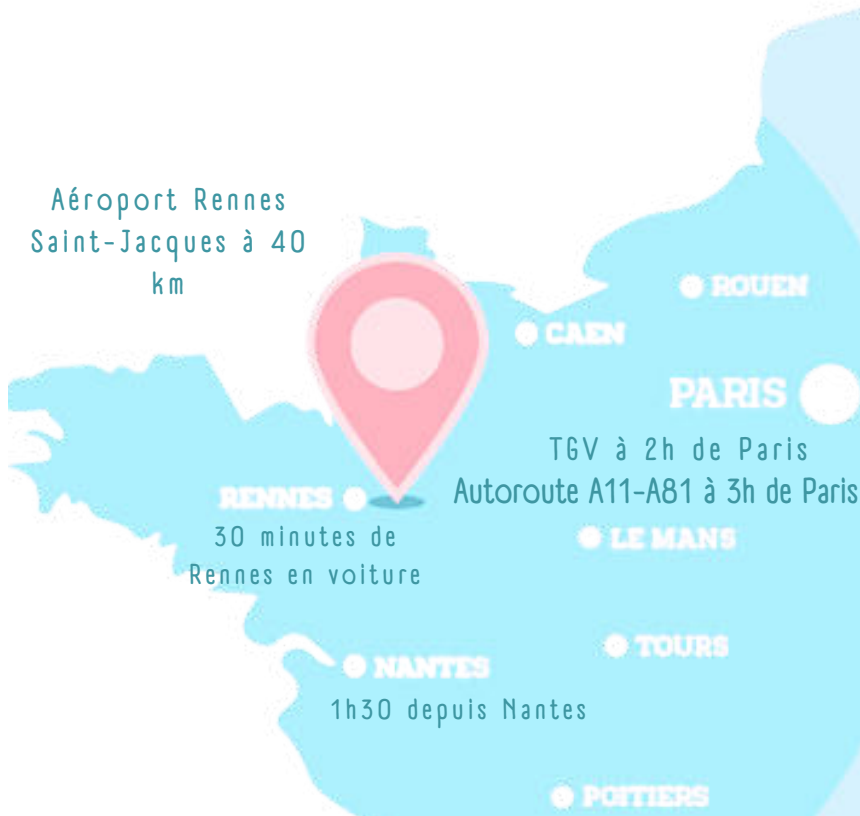 Aéroport Rennes
Saint-Jacques à 40
km
ROUEN
CAEN
PARIS
TGV à 2h de Paris
Autoroute A11-A81 à 3h de Paris
RENNES
30 minutes de
Rennes en voiture
LE MANS
TOURS
NANTES
1h30 depuis Nantes
POITIERS